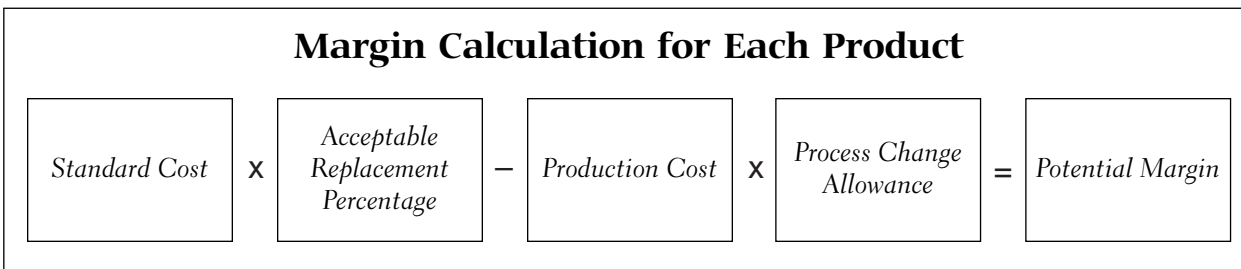 Margin Calculation for Each Product
Standard Cost
x
Acceptable
Replacement
Percentage
–
Production Cost
x
Process Change
Allowance
=
Potential Margin